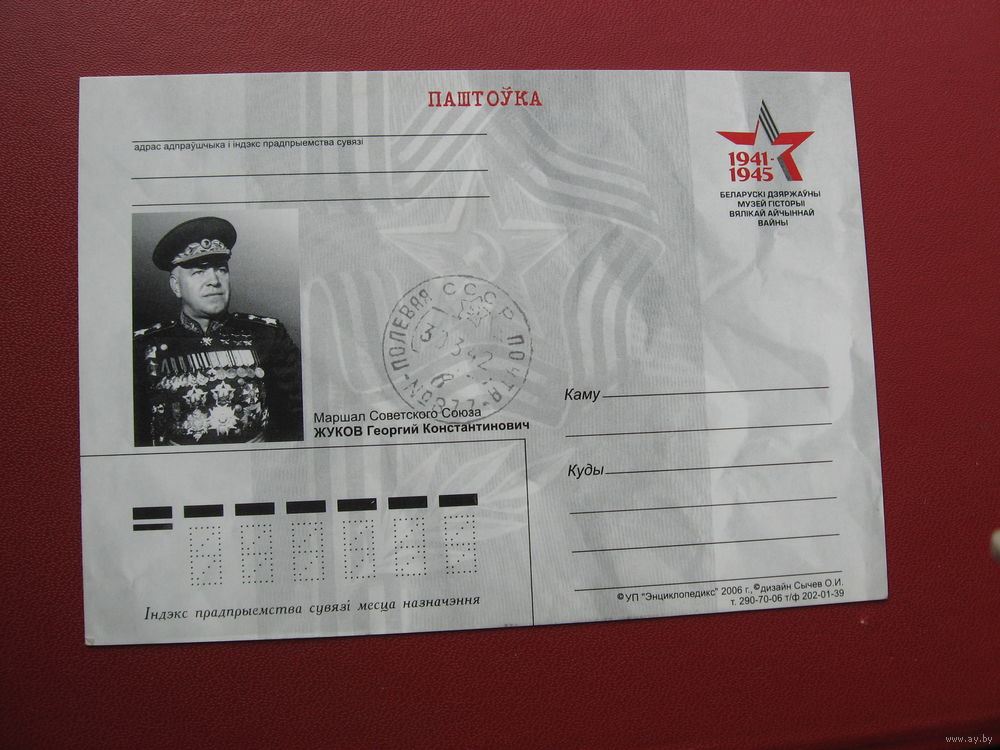 ПАШТОЎКА
адрас адпраўшчыка і індэкс прадпрыемства сувязі
1941-
1945
БЕЛАРУСКІ ДЗЯРЖАЎНЫ
МУЗЕЙ ГІСТОРЫІ
ВЯЛІКАЙ АЙЧЫННАЙ
ВАЙНЫ
СССР ПОЧТА-
-ПОЛЕВАЯ
Маршал Советского Союза
ЖУКОВ Георгий Константинович
Каму
Куды
Індэкс прадпрыемства сувязі месца назначэння
©УП "Энциклопедикс" 2006 г., ©дизайн Сычев О.И.
т. 290-70-06 т/ф 202-01-39
www.ay.by